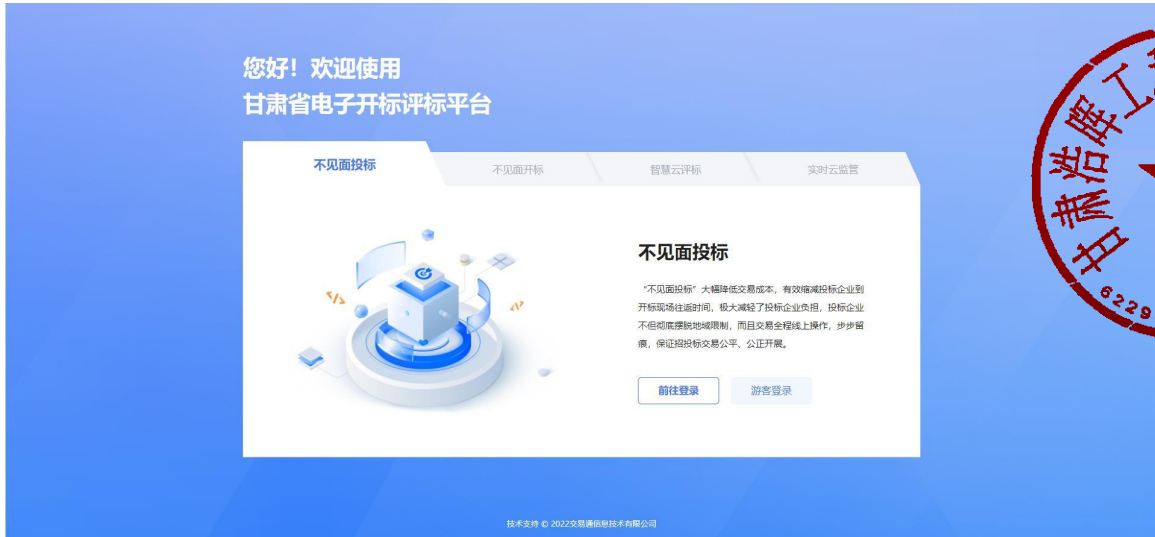 您好！欢迎使用
甘肃省电子开标评标平台
不见面投标
不见面开标
智慧云评标
实时云监管
不见面投标
“不见面投标”大幅降低交易成本，有效缩减投标企业到
开标现场往返时间，极大减轻了投标企业负担，投标企业
不但彻底摆脱地域限制，而且交易全程线上操作，步步留
痕，保证招投标交易公平、公正开展。
前往登录
游客登录
甘肃浩晖工
6229
技术支持 © 2022交易通信息技术有限公司